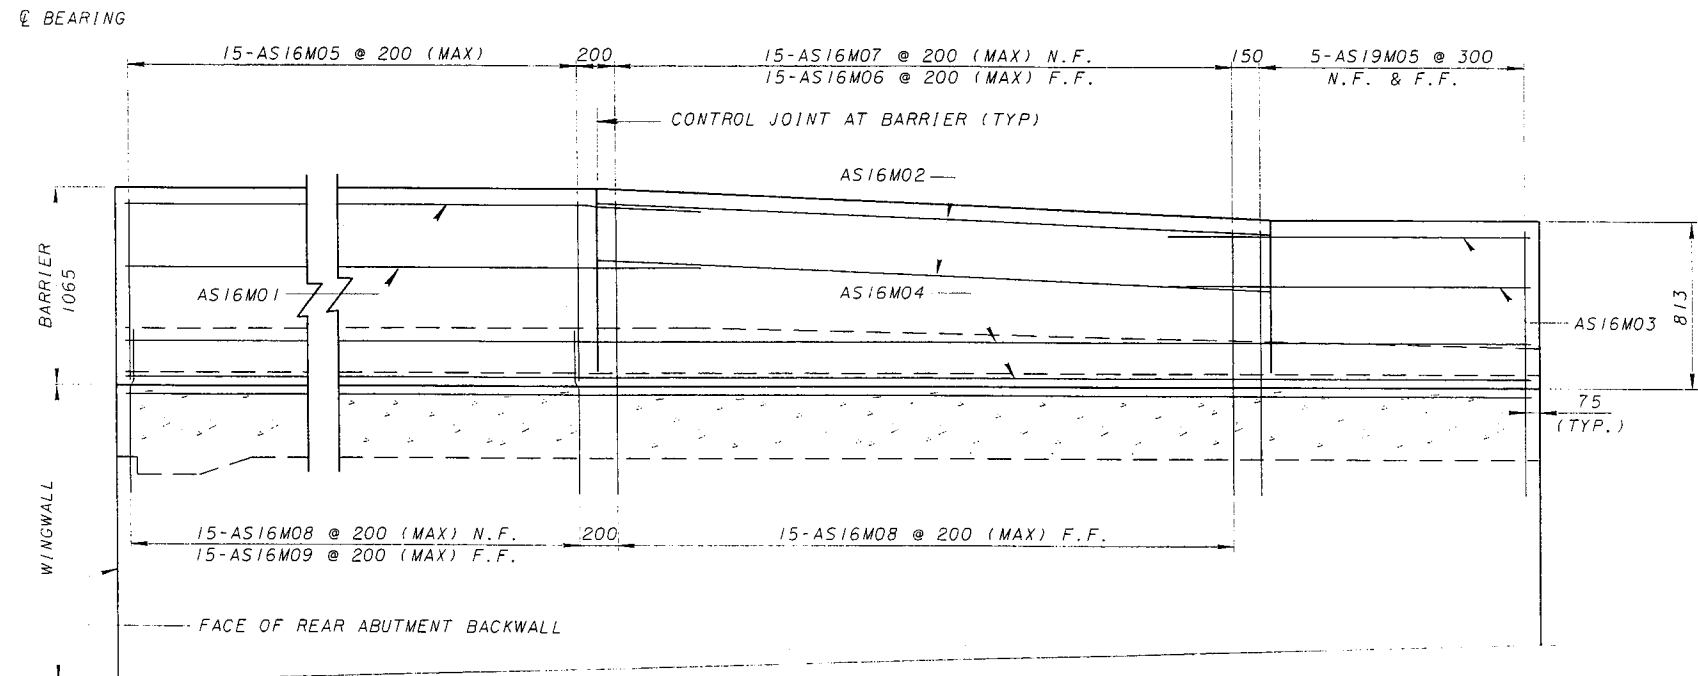 ℄ BEARING
15-AS16M05 @ 200 (MAX)
200
15-AS16M07 @ 200 (MAX) N.F.
15-AS16M06 @ 200 (MAX) F.F.
150
5-AS19M05 @ 300
N.F. & F.F.
CONTROL JOINT AT BARRIER (TYP)
AS16M02
BARRIER
1065
AS16M01
AS16M04
AS16M03
813
75
(TYP.)
WINGWALL
15-AS16M08 @ 200 (MAX) N.F.
15-AS16M09 @ 200 (MAX) F.F.
200
15-AS16M08 @ 200 (MAX) F.F.
FACE OF REAR ABUTMENT BACKWALL